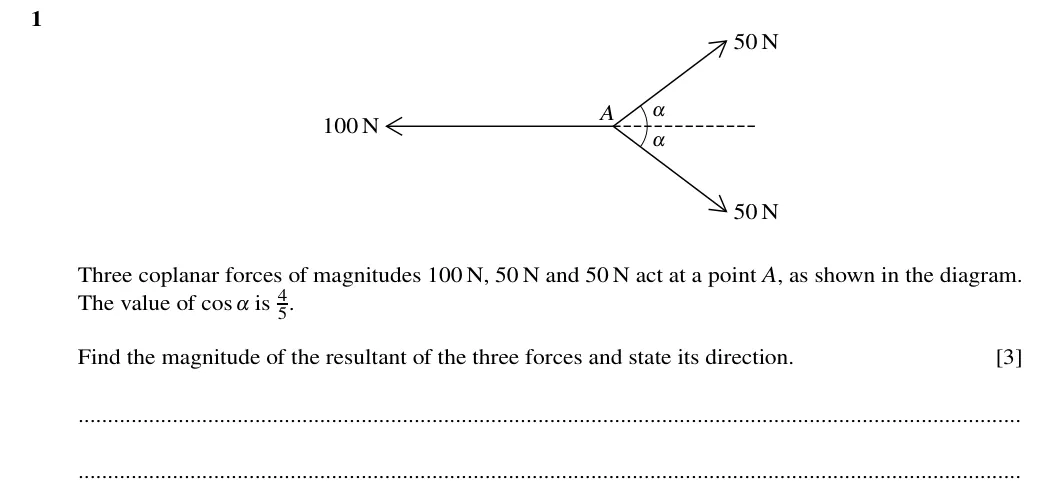 1
50 N
A
α
100 N
α
50 N
Three coplanar forces of magnitudes 100 N, 50 N and 50 N act at a point A, as shown in the diagram.
The value of cos α is 4/5.
Find the magnitude of the resultant of the three forces and state its direction. [3]